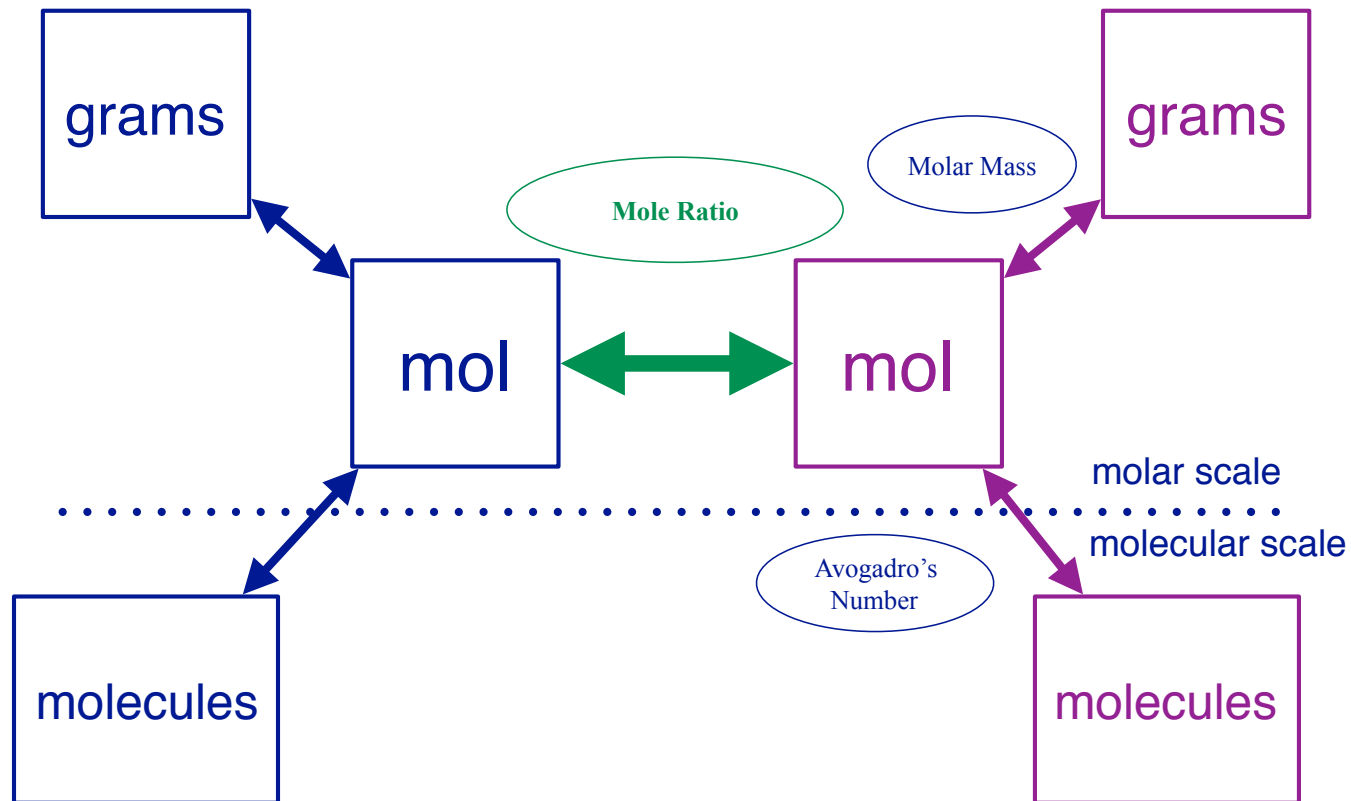 grams
grams
Molar Mass
Mole Ratio
mol
mol
molar scale
molecular scale
Avogadro’s
Number
molecules
molecules